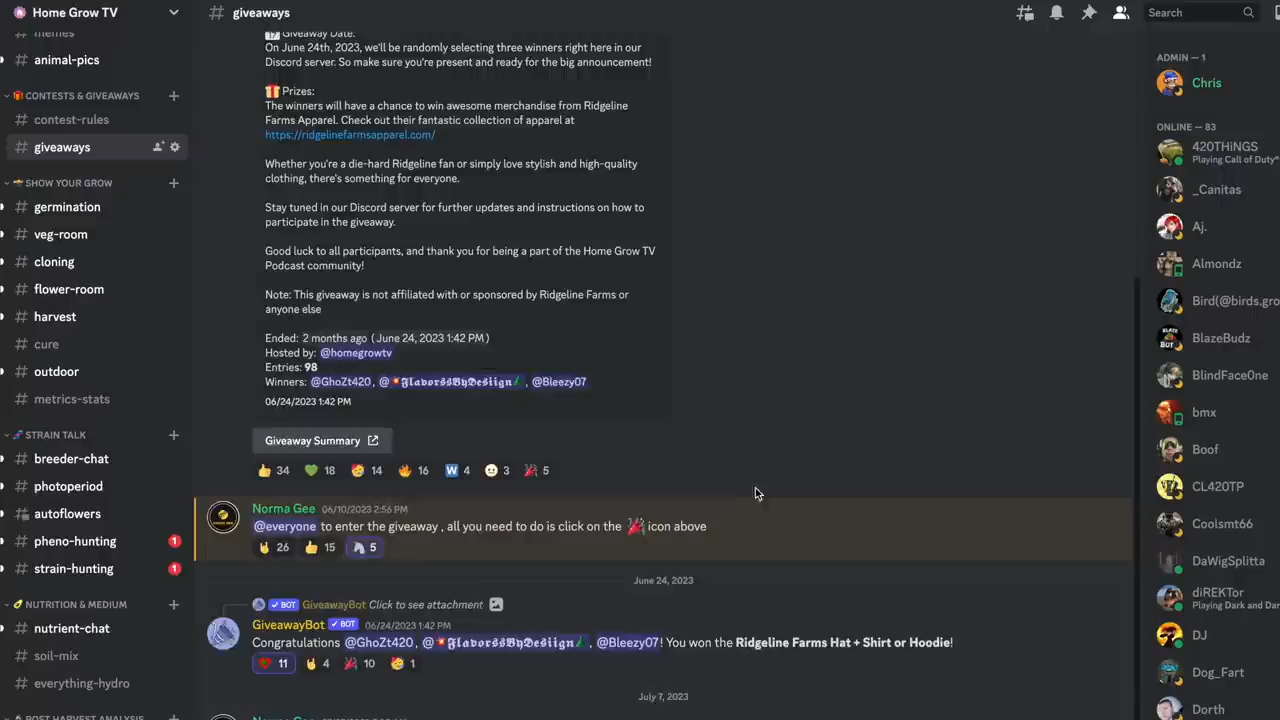 Home Grow TV
memes
animal-pics
CONTESTS & GIVEAWAYS
contest-rules
giveaways
SHOW YOUR GROW
germination
veg-room
cloning
flower-room
harvest
cure
outdoor
metrics-stats
STRAIN TALK
breeder-chat
photoperiod
autoflowers
pheno-hunting 1
strain-hunting 1
NUTRITION & MEDIUM
nutrient-chat
soil-mix
everything-hydro
POST HARVEST ANALYSIS
giveaways
Search
17 Giveaway Date:
On June 24th, 2023, we'll be randomly selecting three winners right here in our
Discord server. So make sure you're present and ready for the big announcement!
Prizes:
The winners will have a chance to win awesome merchandise from Ridgeline
Farms Apparel. Check out their fantastic collection of apparel at
https://ridgelinefarmsapparel.com/
Whether you're a die-hard Ridgeline fan or simply love stylish and high-quality
clothing, there's something for everyone.
Stay tuned in our Discord server for further updates and instructions on how to
participate in the giveaway.
Good luck to all participants, and thank you for being a part of the Home Grow TV
Podcast community!
Note: This giveaway is not affiliated with or sponsored by Ridgeline Farms or
anyone else
Ended: 2 months ago (June 24, 2023 1:42 PM)
Hosted by: @homegrowtv
Entries: 98
Winners: @GhoZt420, @💥𝕱𝖑𝖆𝖛𝖔𝖗𝖘𝖘𝕭𝖞𝕯𝖊𝖘𝖎𝖎𝖌𝖓, @Bleezy07
06/24/2023 1:42 PM
Giveaway Summary
34 18 14 16 W 4 3 5
Norma Gee 06/10/2023 2:56 PM
@everyone to enter the giveaway , all you need to do is click on the 🎉 icon above
26 15 5
June 24, 2023
BOT GiveawayBot Click to see attachment
GiveawayBot BOT 06/24/2023 1:42 PM
Congratulations @GhoZt420, @💥𝕱𝖑𝖆𝖛𝖔𝖗𝖘𝖘𝕭𝖞𝕯𝖊𝖘𝖎𝖎𝖌𝖓, @Bleezy07! You won the Ridgeline Farms Hat + Shirt or Hoodie!
11 4 10 1
July 7, 2023
Norma Gee
ADMIN — 1
Chris
ONLINE — 83
420THiNGS
Playing Call of Duty®
_Canitas
Aj.
Almondz
Bird(@birds.gro
BlazeBudz
BlindFace0ne
bmx
Boof
CL420TP
Coolsmt66
DaWigSplitta
diREKTor
Playing Dark and Dar
DJ
Dog_Fart
Dorth